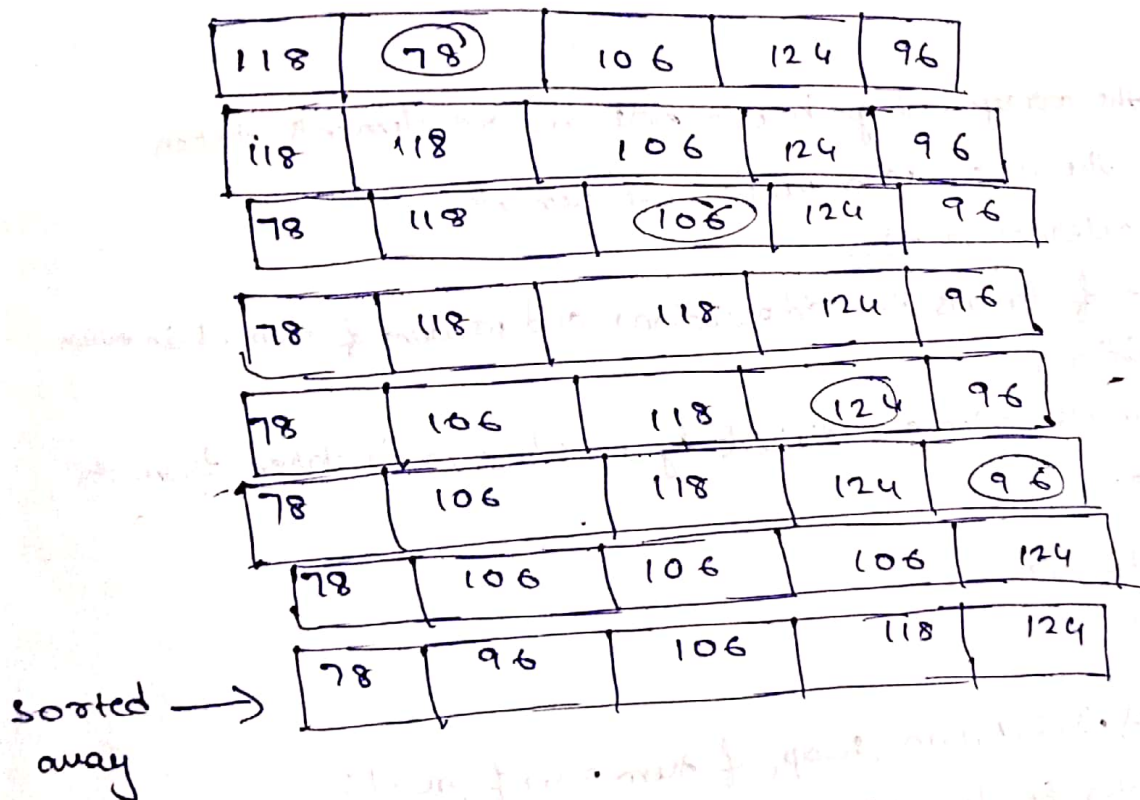 118 78 106 124 96
118 118 106 124 96
78 118 106 124 96
78 118 118 124 96
78 106 118 124 96
78 106 118 124 96
78 106 106 106 124
78 96 106 118 124
sorted →
array